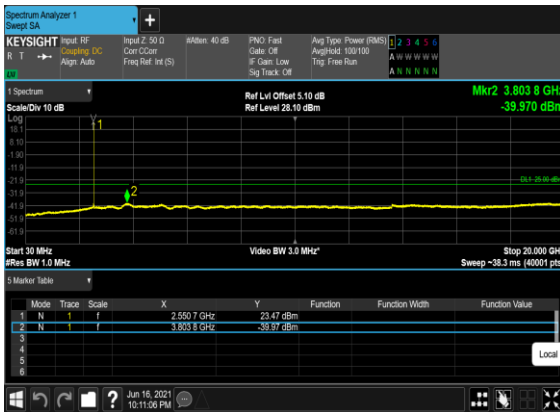 Spectrum Analyzer 1
Swept SA
+
KEYSIGHT Input: RF Input Z: 50 Ω #Atten: 40 dB PNO: Fast Avg Type: Power (RMS) 1 2 3 4 5 6
R T Coupling: DC Corr CCorr Gate: Off Avg|Hold: 100/100 A W W W W W
Align: Auto Freq Ref: Int (S) IF Gain: Low Trig: Free Run
Sig Track: Off A N N N N N
1 Spectrum Ref Lvl Offset 5.10 dB Mkr2 3.803 8 GHz
Scale/Div 10 dB Ref Level 28.10 dBm -39.970 dBm
Log
18.1
8.10
-1.90
-11.9
-21.9
-31.9
-41.9
-51.9
-61.9
1
2
DL1 -25.00 dBm
Start 30 MHz Video BW 3.0 MHz* Stop 20.000 GHz
#Res BW 1.0 MHz Sweep ~38.3 ms (40001 pts)
5 Marker Table
Mode Trace Scale X Y Function Function Width Function Value
1 N 1 f 2.550 7 GHz 23.47 dBm
2 N 1 f 3.803 8 GHz -39.97 dBm
3
4
5
6
Local
? Jun 16, 2021
10:11:06 PM